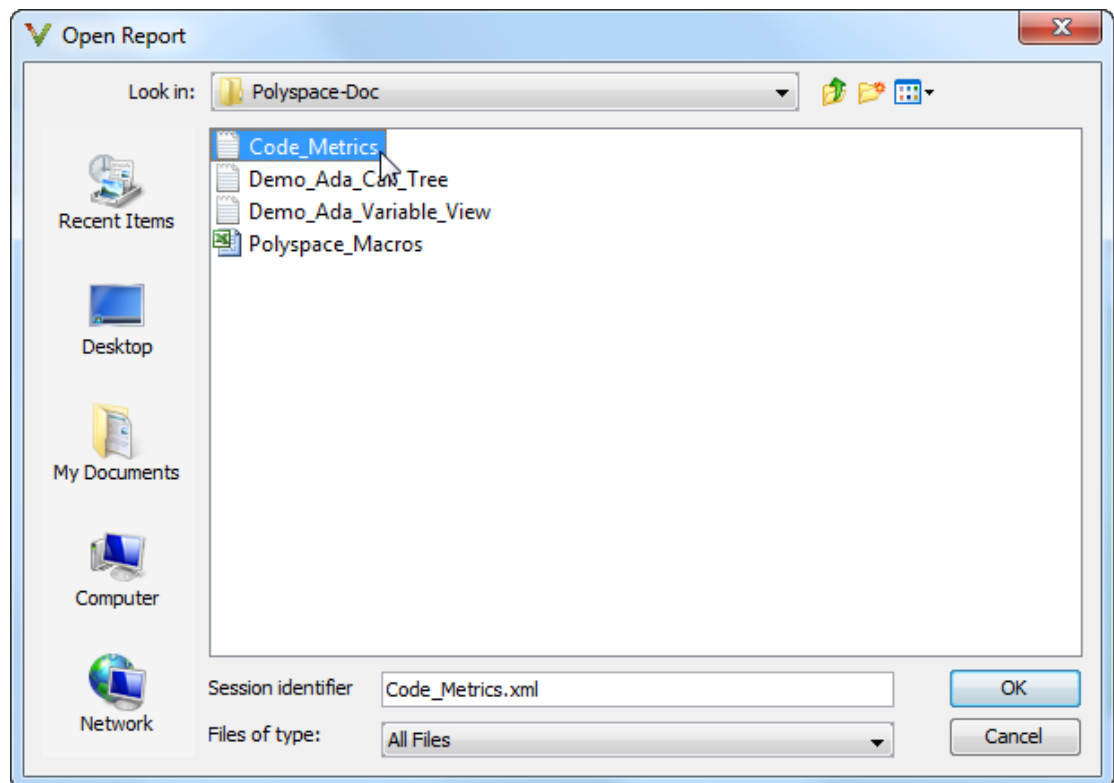 Open Report
Look in: Polyspace-Doc
Code_Metrics
Demo_Ada_Call_Tree
Demo_Ada_Variable_View
Polyspace_Macros
Recent Items
Desktop
My Documents
Computer
Network
Session identifier Code_Metrics.xml OK
Files of type: All Files Cancel